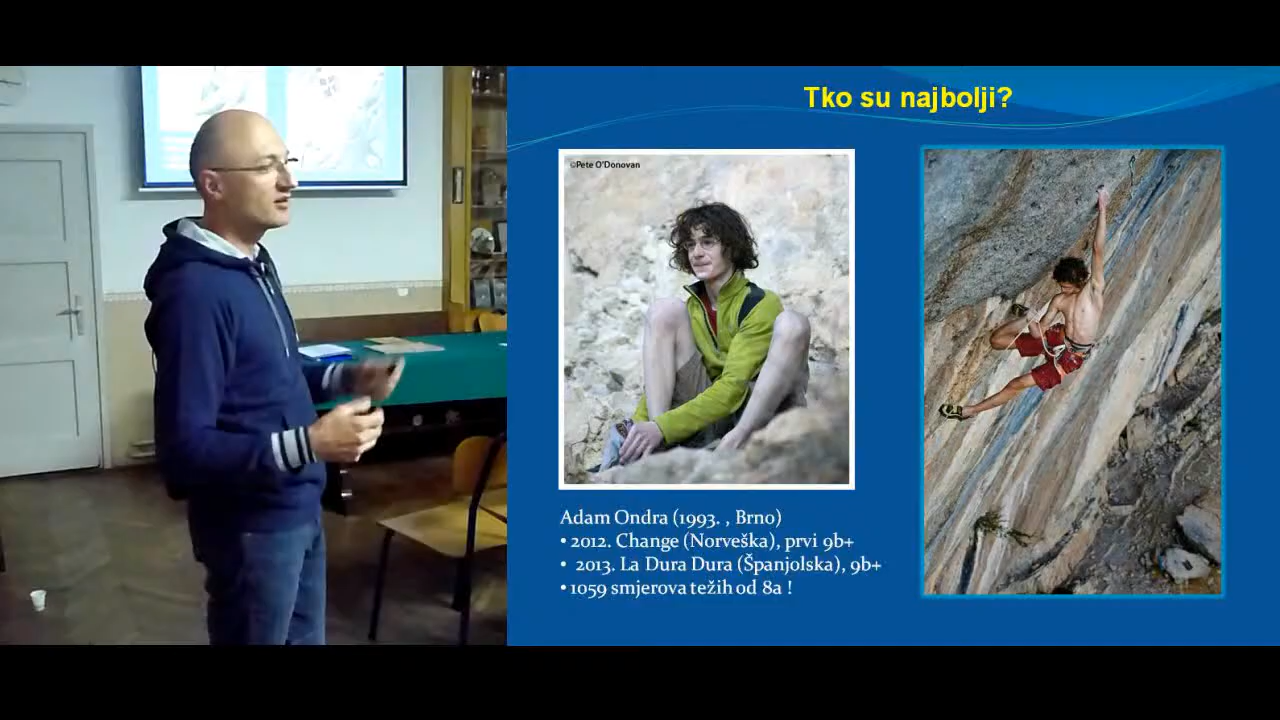 Tko su najbolji?
©Pete O'Donovan
Adam Ondra (1993. , Brno)
• 2012. Change (Norveška), prvi 9b+
• 2013. La Dura Dura (Španjolska), 9b+
• 1059 smjerova težih od 8a !